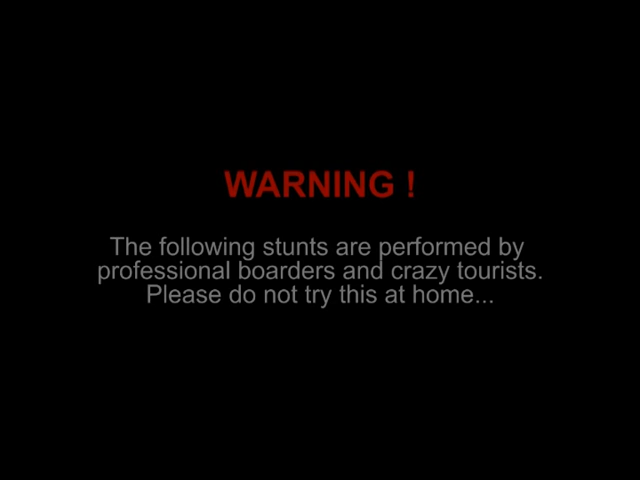 WARNING !
The following stunts are performed by
professional boarders and crazy tourists.
Please do not try this at home...